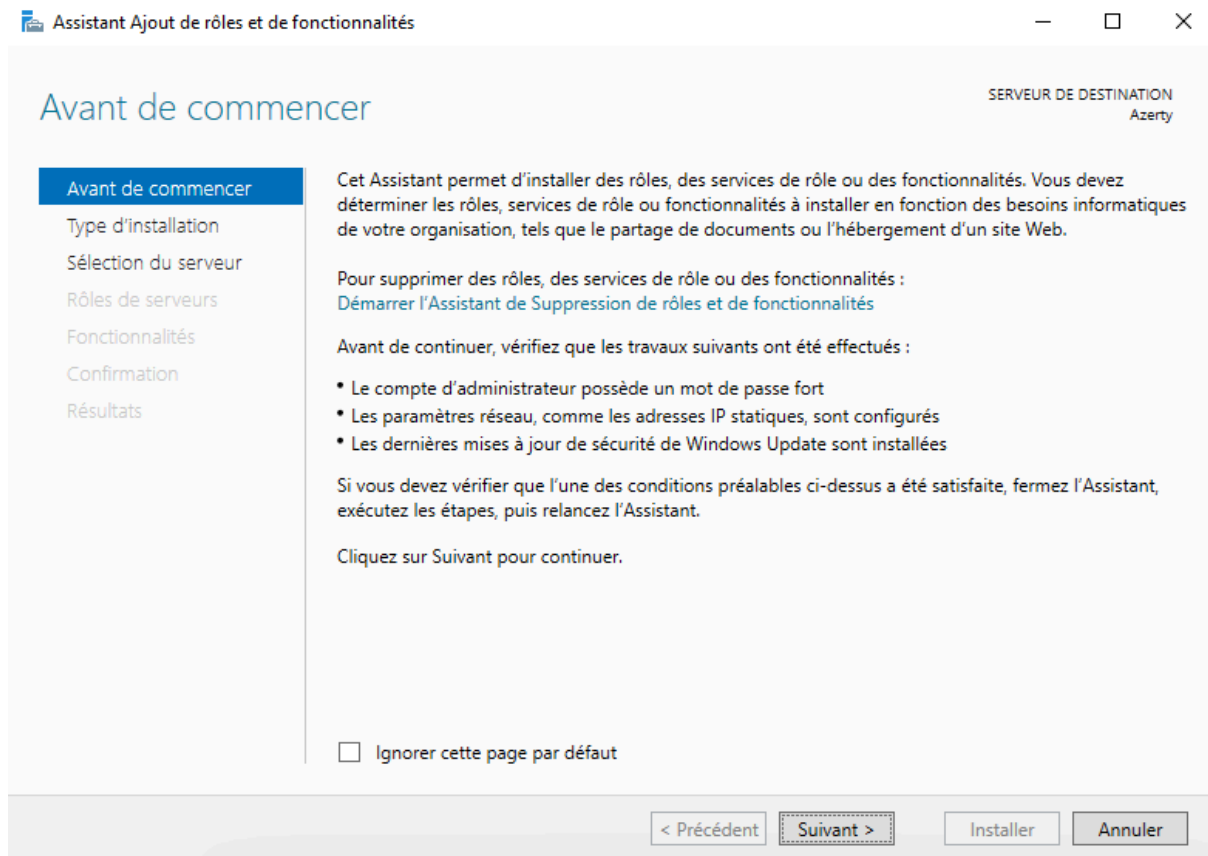 Assistant Ajout de rôles et de fonctionnalités
Avant de commencer
SERVEUR DE DESTINATION
Azerty
Avant de commencer
Type d'installation
Sélection du serveur
Rôles de serveurs
Fonctionnalités
Confirmation
Résultats
Cet Assistant permet d'installer des rôles, des services de rôle ou des fonctionnalités. Vous devez
déterminer les rôles, services de rôle ou fonctionnalités à installer en fonction des besoins informatiques
de votre organisation, tels que le partage de documents ou l'hébergement d'un site Web.
Pour supprimer des rôles, des services de rôle ou des fonctionnalités :
Démarrer l'Assistant de Suppression de rôles et de fonctionnalités
Avant de continuer, vérifiez que les travaux suivants ont été effectués :
• Le compte d'administrateur possède un mot de passe fort
• Les paramètres réseau, comme les adresses IP statiques, sont configurés
• Les dernières mises à jour de sécurité de Windows Update sont installées
Si vous devez vérifier que l'une des conditions préalables ci-dessus a été satisfaite, fermez l'Assistant,
exécutez les étapes, puis relancez l'Assistant.
Cliquez sur Suivant pour continuer.
Ignorer cette page par défaut
< Précédent
Suivant >
Installer
Annuler